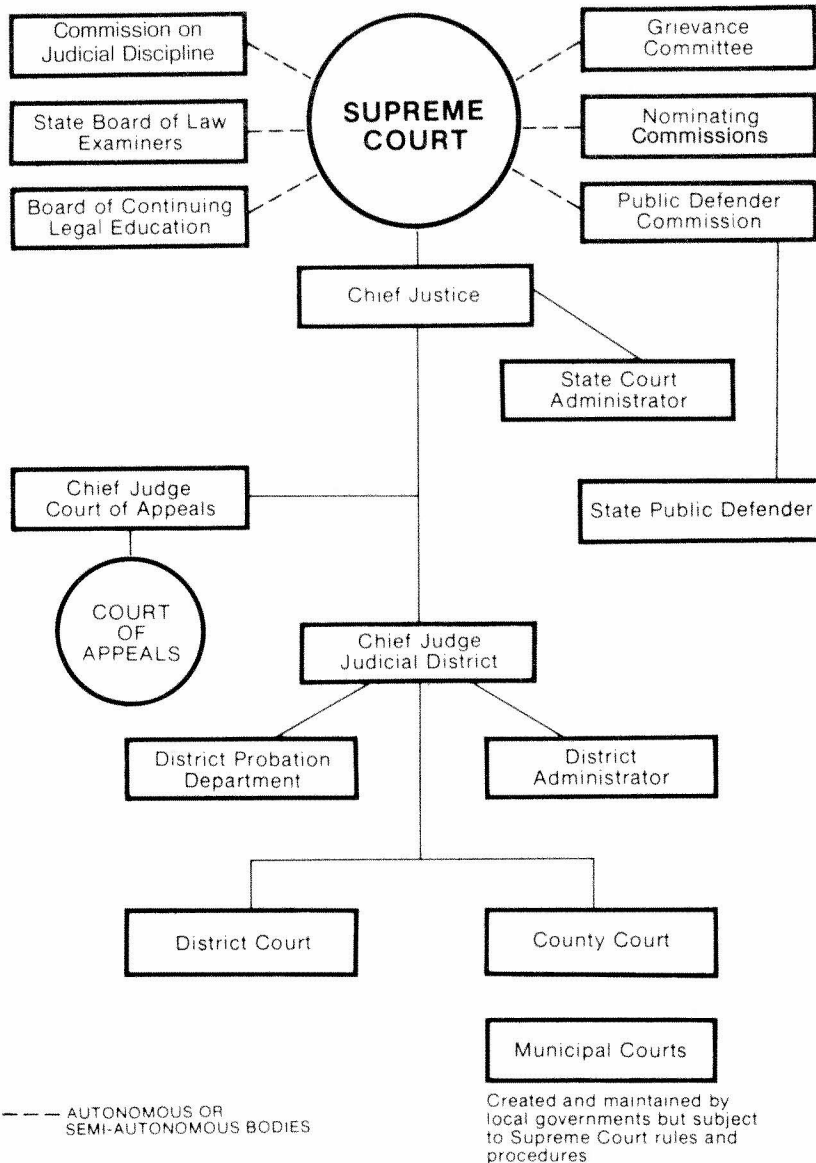 Commission on
Judicial Discipline
State Board of Law
Examiners
Board of Continuing
Legal Education
SUPREME
COURT
Grievance
Committee
Nominating
Commissions
Public Defender
Commission
Chief Justice
State Court
Administrator
Chief Judge
Court of Appeals
State Public Defender
COURT
OF
APPEALS
Chief Judge
Judicial District
District Probation
Department
District
Administrator
District Court
County Court
Municipal Courts
Created and maintained by
local governments but subject
to Supreme Court rules and
procedures
AUTONOMOUS OR
SEMI-AUTONOMOUS BODIES